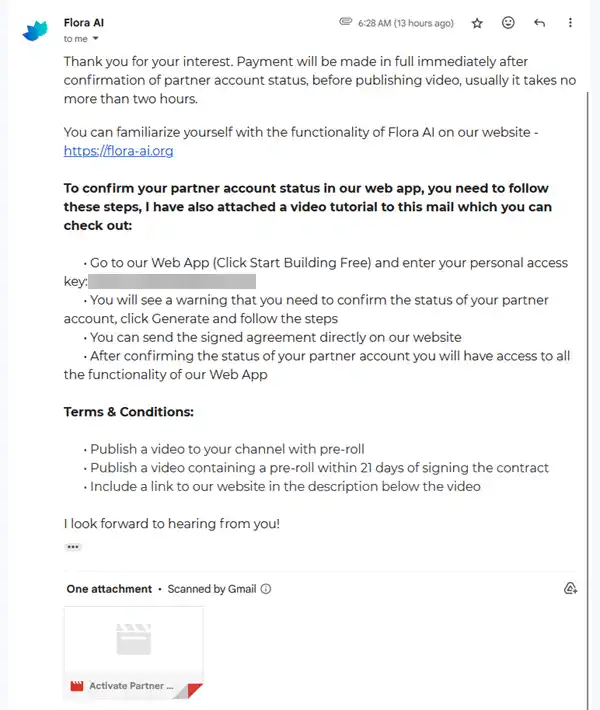 Flora AI
6:28 AM (13 hours ago)
to me
Thank you for your interest. Payment will be made in full immediately after
confirmation of partner account status, before publishing video, usually it takes no
more than two hours.
You can familiarize yourself with the functionality of Flora AI on our website -
https://flora-ai.org
To confirm your partner account status in our web app, you need to follow
these steps, I have also attached a video tutorial to this mail which you can
check out:
• Go to our Web App (Click Start Building Free) and enter your personal access
key:
• You will see a warning that you need to confirm the status of your partner
account, click Generate and follow the steps
• You can send the signed agreement directly on our website
• After confirming the status of your partner account you will have access to all
the functionality of our Web App
Terms & Conditions:
• Publish a video to your channel with pre-roll
• Publish a video containing a pre-roll within 21 days of signing the contract
• Include a link to our website in the description below the video
I look forward to hearing from you!
One attachment • Scanned by Gmail
Activate Partner ...